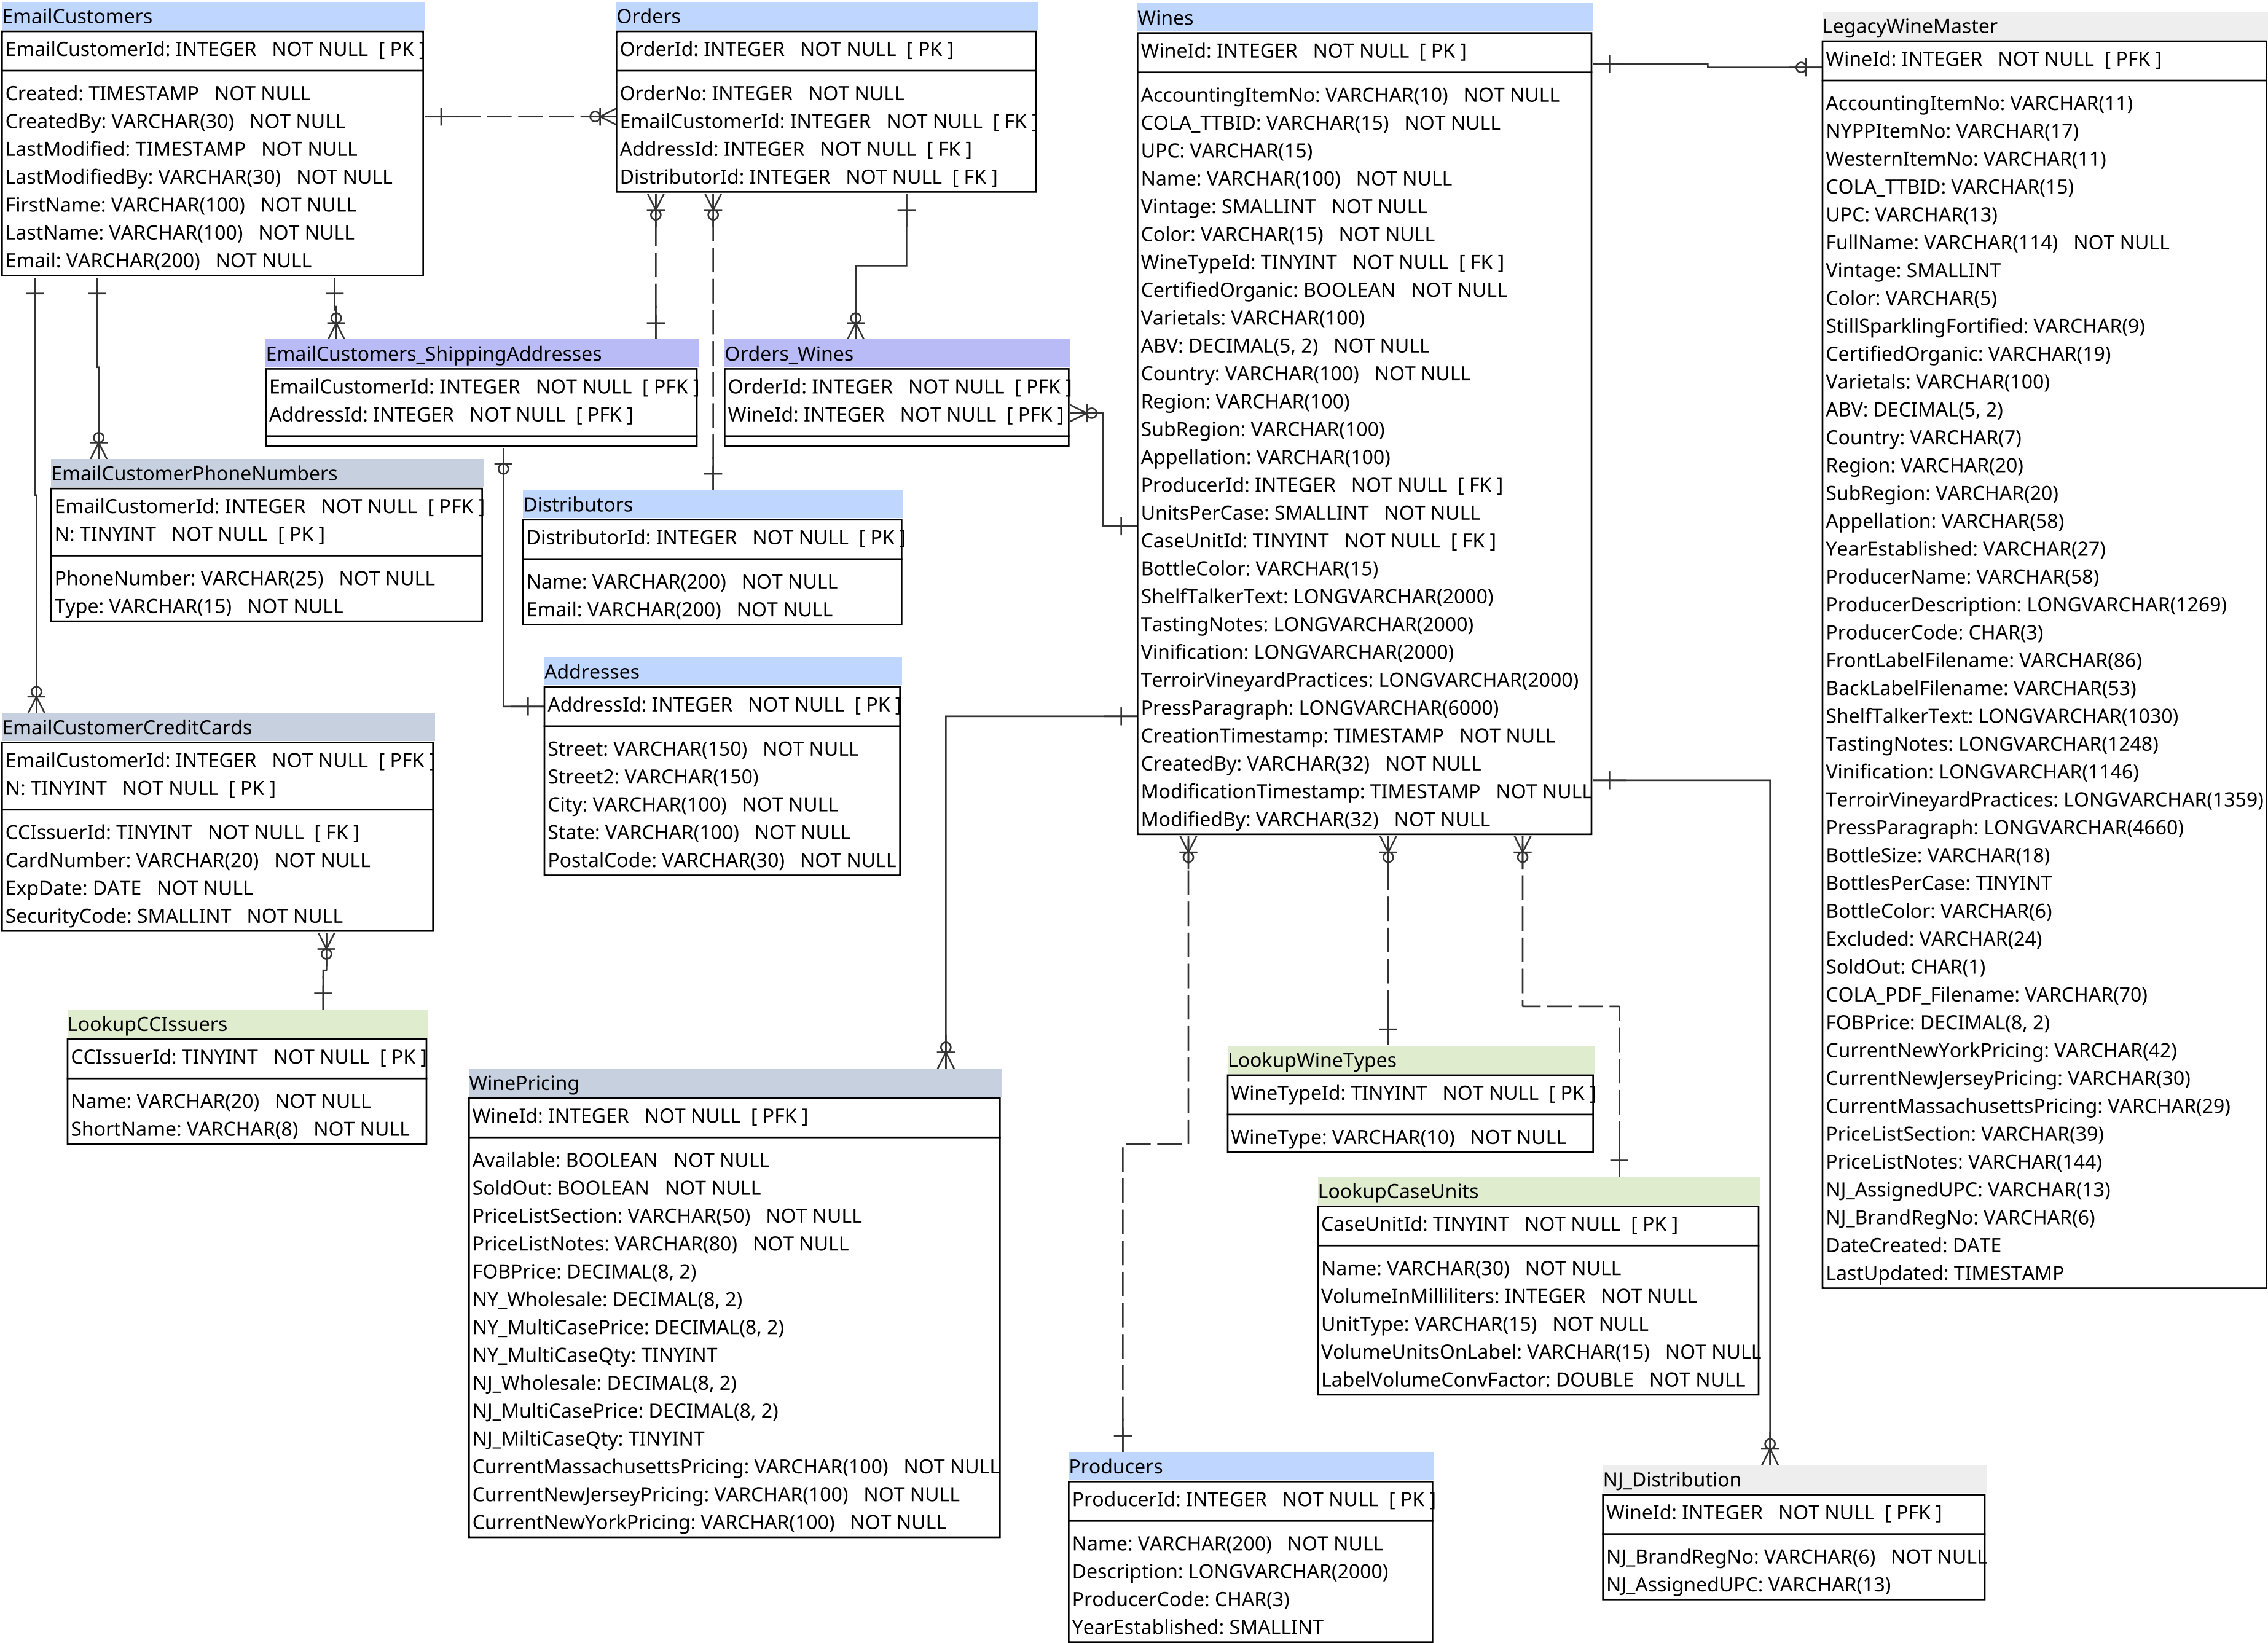 EmailCustomers
EmailCustomerId: INTEGER NOT NULL [ PK ]
Created: TIMESTAMP NOT NULL
CreatedBy: VARCHAR(30) NOT NULL
LastModified: TIMESTAMP NOT NULL
LastModifiedBy: VARCHAR(30) NOT NULL
FirstName: VARCHAR(100) NOT NULL
LastName: VARCHAR(100) NOT NULL
Email: VARCHAR(200) NOT NULL
Orders
OrderId: INTEGER NOT NULL [ PK ]
OrderNo: INTEGER NOT NULL
EmailCustomerId: INTEGER NOT NULL [ FK ]
AddressId: INTEGER NOT NULL [ FK ]
DistributorId: INTEGER NOT NULL [ FK ]
EmailCustomers_ShippingAddresses
EmailCustomerId: INTEGER NOT NULL [ PFK ]
AddressId: INTEGER NOT NULL [ PFK ]
Orders_Wines
OrderId: INTEGER NOT NULL [ PFK ]
WineId: INTEGER NOT NULL [ PFK ]
EmailCustomerPhoneNumbers
EmailCustomerId: INTEGER NOT NULL [ PFK ]
N: TINYINT NOT NULL [ PK ]
PhoneNumber: VARCHAR(25) NOT NULL
Type: VARCHAR(15) NOT NULL
Distributors
DistributorId: INTEGER NOT NULL [ PK ]
Name: VARCHAR(200) NOT NULL
Email: VARCHAR(200) NOT NULL
Addresses
AddressId: INTEGER NOT NULL [ PK ]
Street: VARCHAR(150) NOT NULL
Street2: VARCHAR(150)
City: VARCHAR(100) NOT NULL
State: VARCHAR(100) NOT NULL
PostalCode: VARCHAR(30) NOT NULL
EmailCustomerCreditCards
EmailCustomerId: INTEGER NOT NULL [ PFK ]
N: TINYINT NOT NULL [ PK ]
CCIssuerId: TINYINT NOT NULL [ FK ]
CardNumber: VARCHAR(20) NOT NULL
ExpDate: DATE NOT NULL
SecurityCode: SMALLINT NOT NULL
LookupCCIssuers
CCIssuerId: TINYINT NOT NULL [ PK ]
Name: VARCHAR(20) NOT NULL
ShortName: VARCHAR(8) NOT NULL
WinePricing
WineId: INTEGER NOT NULL [ PFK ]
Available: BOOLEAN NOT NULL
SoldOut: BOOLEAN NOT NULL
PriceListSection: VARCHAR(50) NOT NULL
PriceListNotes: VARCHAR(80) NOT NULL
FOBPrice: DECIMAL(8, 2)
NY_Wholesale: DECIMAL(8, 2)
NY_MultiCasePrice: DECIMAL(8, 2)
NY_MultiCaseQty: TINYINT
NJ_Wholesale: DECIMAL(8, 2)
NJ_MultiCasePrice: DECIMAL(8, 2)
NJ_MiltiCaseQty: TINYINT
CurrentMassachusettsPricing: VARCHAR(100) NOT NULL
CurrentNewJerseyPricing: VARCHAR(100) NOT NULL
CurrentNewYorkPricing: VARCHAR(100) NOT NULL
Wines
WineId: INTEGER NOT NULL [ PK ]
AccountingItemNo: VARCHAR(10) NOT NULL
COLA_TTBID: VARCHAR(15) NOT NULL
UPC: VARCHAR(15)
Name: VARCHAR(100) NOT NULL
Vintage: SMALLINT NOT NULL
Color: VARCHAR(15) NOT NULL
WineTypeId: TINYINT NOT NULL [ FK ]
CertifiedOrganic: BOOLEAN NOT NULL
Varietals: VARCHAR(100)
ABV: DECIMAL(5, 2) NOT NULL
Country: VARCHAR(100) NOT NULL
Region: VARCHAR(100)
SubRegion: VARCHAR(100)
Appellation: VARCHAR(100)
ProducerId: INTEGER NOT NULL [ FK ]
UnitsPerCase: SMALLINT NOT NULL
CaseUnitId: TINYINT NOT NULL [ FK ]
BottleColor: VARCHAR(15)
ShelfTalkerText: LONGVARCHAR(2000)
TastingNotes: LONGVARCHAR(2000)
Vinification: LONGVARCHAR(2000)
TerroirVineyardPractices: LONGVARCHAR(2000)
PressParagraph: LONGVARCHAR(6000)
CreationTimestamp: TIMESTAMP NOT NULL
CreatedBy: VARCHAR(32) NOT NULL
ModificationTimestamp: TIMESTAMP NOT NULL
ModifiedBy: VARCHAR(32) NOT NULL
LookupWineTypes
WineTypeId: TINYINT NOT NULL [ PK ]
WineType: VARCHAR(10) NOT NULL
LookupCaseUnits
CaseUnitId: TINYINT NOT NULL [ PK ]
Name: VARCHAR(30) NOT NULL
VolumeInMilliliters: INTEGER NOT NULL
UnitType: VARCHAR(15) NOT NULL
VolumeUnitsOnLabel: VARCHAR(15) NOT NULL
LabelVolumeConvFactor: DOUBLE NOT NULL
Producers
ProducerId: INTEGER NOT NULL [ PK ]
Name: VARCHAR(200) NOT NULL
Description: LONGVARCHAR(2000)
ProducerCode: CHAR(3)
YearEstablished: SMALLINT
LegacyWineMaster
WineId: INTEGER NOT NULL [ PFK ]
AccountingItemNo: VARCHAR(11)
NYPPItemNo: VARCHAR(17)
WesternItemNo: VARCHAR(11)
COLA_TTBID: VARCHAR(15)
UPC: VARCHAR(13)
FullName: VARCHAR(114) NOT NULL
Vintage: SMALLINT
Color: VARCHAR(5)
StillSparklingFortified: VARCHAR(9)
CertifiedOrganic: VARCHAR(19)
Varietals: VARCHAR(100)
ABV: DECIMAL(5, 2)
Country: VARCHAR(7)
Region: VARCHAR(20)
SubRegion: VARCHAR(20)
Appellation: VARCHAR(58)
YearEstablished: VARCHAR(27)
ProducerName: VARCHAR(58)
ProducerDescription: LONGVARCHAR(1269)
ProducerCode: CHAR(3)
FrontLabelFilename: VARCHAR(86)
BackLabelFilename: VARCHAR(53)
ShelfTalkerText: LONGVARCHAR(1030)
TastingNotes: LONGVARCHAR(1248)
Vinification: LONGVARCHAR(1146)
TerroirVineyardPractices: LONGVARCHAR(1359)
PressParagraph: LONGVARCHAR(4660)
BottleSize: VARCHAR(18)
BottlesPerCase: TINYINT
BottleColor: VARCHAR(6)
Excluded: VARCHAR(24)
SoldOut: CHAR(1)
COLA_PDF_Filename: VARCHAR(70)
FOBPrice: DECIMAL(8, 2)
CurrentNewYorkPricing: VARCHAR(42)
CurrentNewJerseyPricing: VARCHAR(30)
CurrentMassachusettsPricing: VARCHAR(29)
PriceListSection: VARCHAR(39)
PriceListNotes: VARCHAR(144)
NJ_AssignedUPC: VARCHAR(13)
NJ_BrandRegNo: VARCHAR(6)
DateCreated: DATE
LastUpdated: TIMESTAMP
NJ_Distribution
WineId: INTEGER NOT NULL [ PFK ]
NJ_BrandRegNo: VARCHAR(6) NOT NULL
NJ_AssignedUPC: VARCHAR(13)